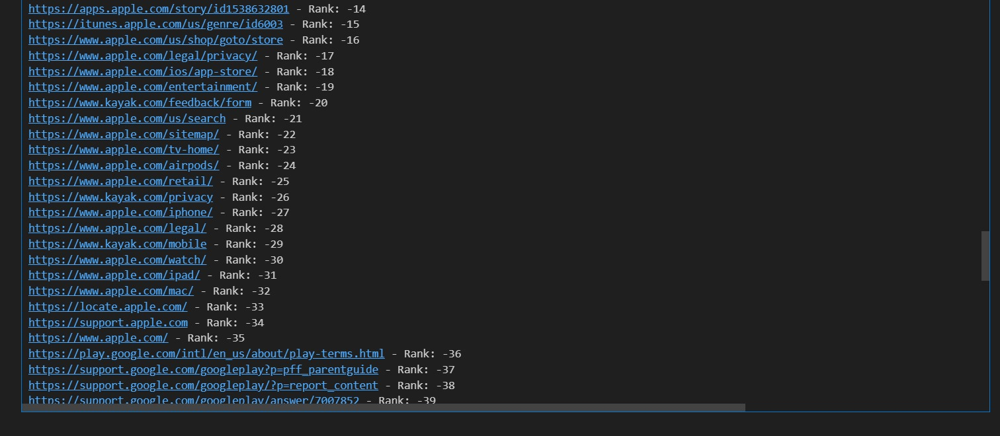 https://apps.apple.com/story/id1538632801 - Rank: -14
https://itunes.apple.com/us/genre/id6003 - Rank: -15
https://www.apple.com/us/shop/goto/store - Rank: -16
https://www.apple.com/legal/privacy/ - Rank: -17
https://www.apple.com/ios/app-store/ - Rank: -18
https://www.apple.com/entertainment/ - Rank: -19
https://www.kayak.com/feedback/form - Rank: -20
https://www.apple.com/us/search - Rank: -21
https://www.apple.com/sitemap/ - Rank: -22
https://www.apple.com/tv-home/ - Rank: -23
https://www.apple.com/airpods/ - Rank: -24
https://www.apple.com/retail/ - Rank: -25
https://www.kayak.com/privacy - Rank: -26
https://www.apple.com/iphone/ - Rank: -27
https://www.apple.com/legal/ - Rank: -28
https://www.kayak.com/mobile - Rank: -29
https://www.apple.com/watch/ - Rank: -30
https://www.apple.com/ipad/ - Rank: -31
https://www.apple.com/mac/ - Rank: -32
https://locate.apple.com/ - Rank: -33
https://support.apple.com - Rank: -34
https://www.apple.com/ - Rank: -35
https://play.google.com/intl/en_us/about/play-terms.html - Rank: -36
https://support.google.com/googleplay?p=pff_parentguide - Rank: -37
https://support.google.com/googleplay/?p=report_content - Rank: -38
https://support.google.com/googleplay/answer/7007852 - Rank: -39